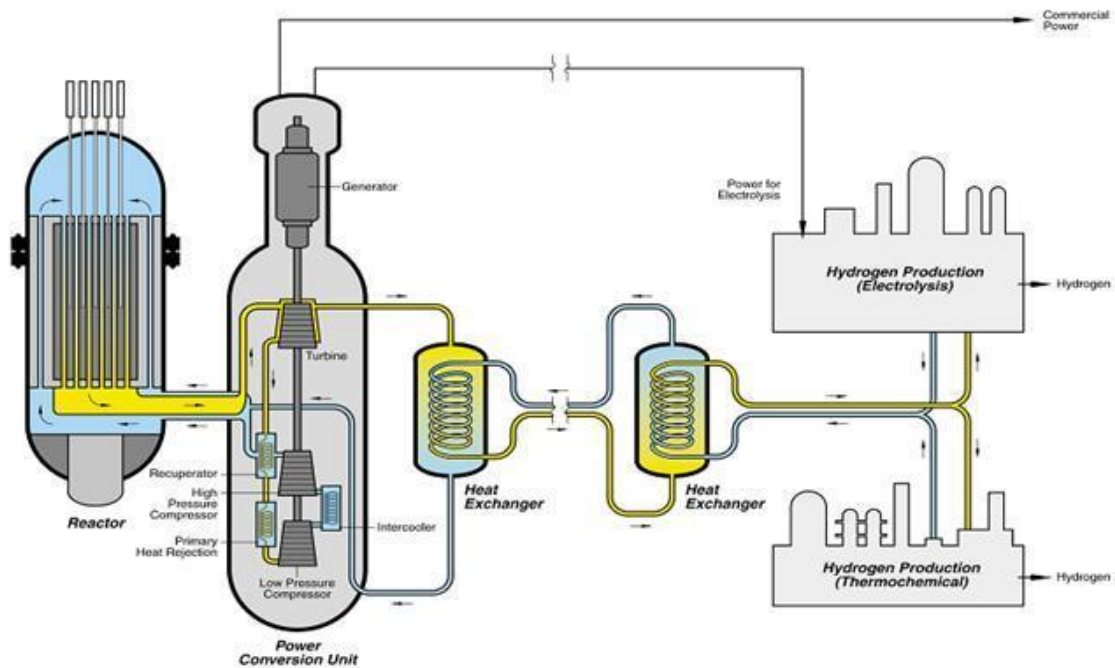 Commercial
Power
Generator
Power for
Electrolysis
Hydrogen Production
(Electrolysis)
Hydrogen
Turbine
Recuperator
High
Pressure
Compressor
Intercooler
Primary
Heat Rejection
Low Pressure
Compressor
Reactor
Heat
Exchanger
Heat
Exchanger
Hydrogen Production
(Thermochemical)
Hydrogen
Power
Conversion Unit